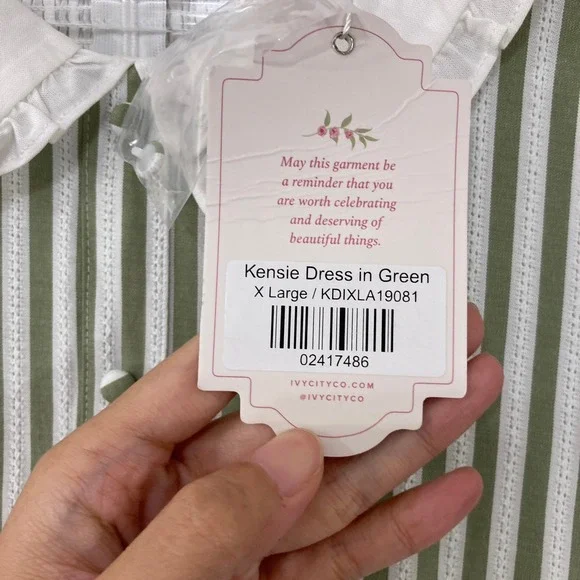 May this garment be
a reminder that you
are worth celebrating
and deserving of
beautiful things.
Kensie Dress in Green
X Large / KDIXLA19081
02417486
IVYCITYCO.COM
@IVYCITYCO